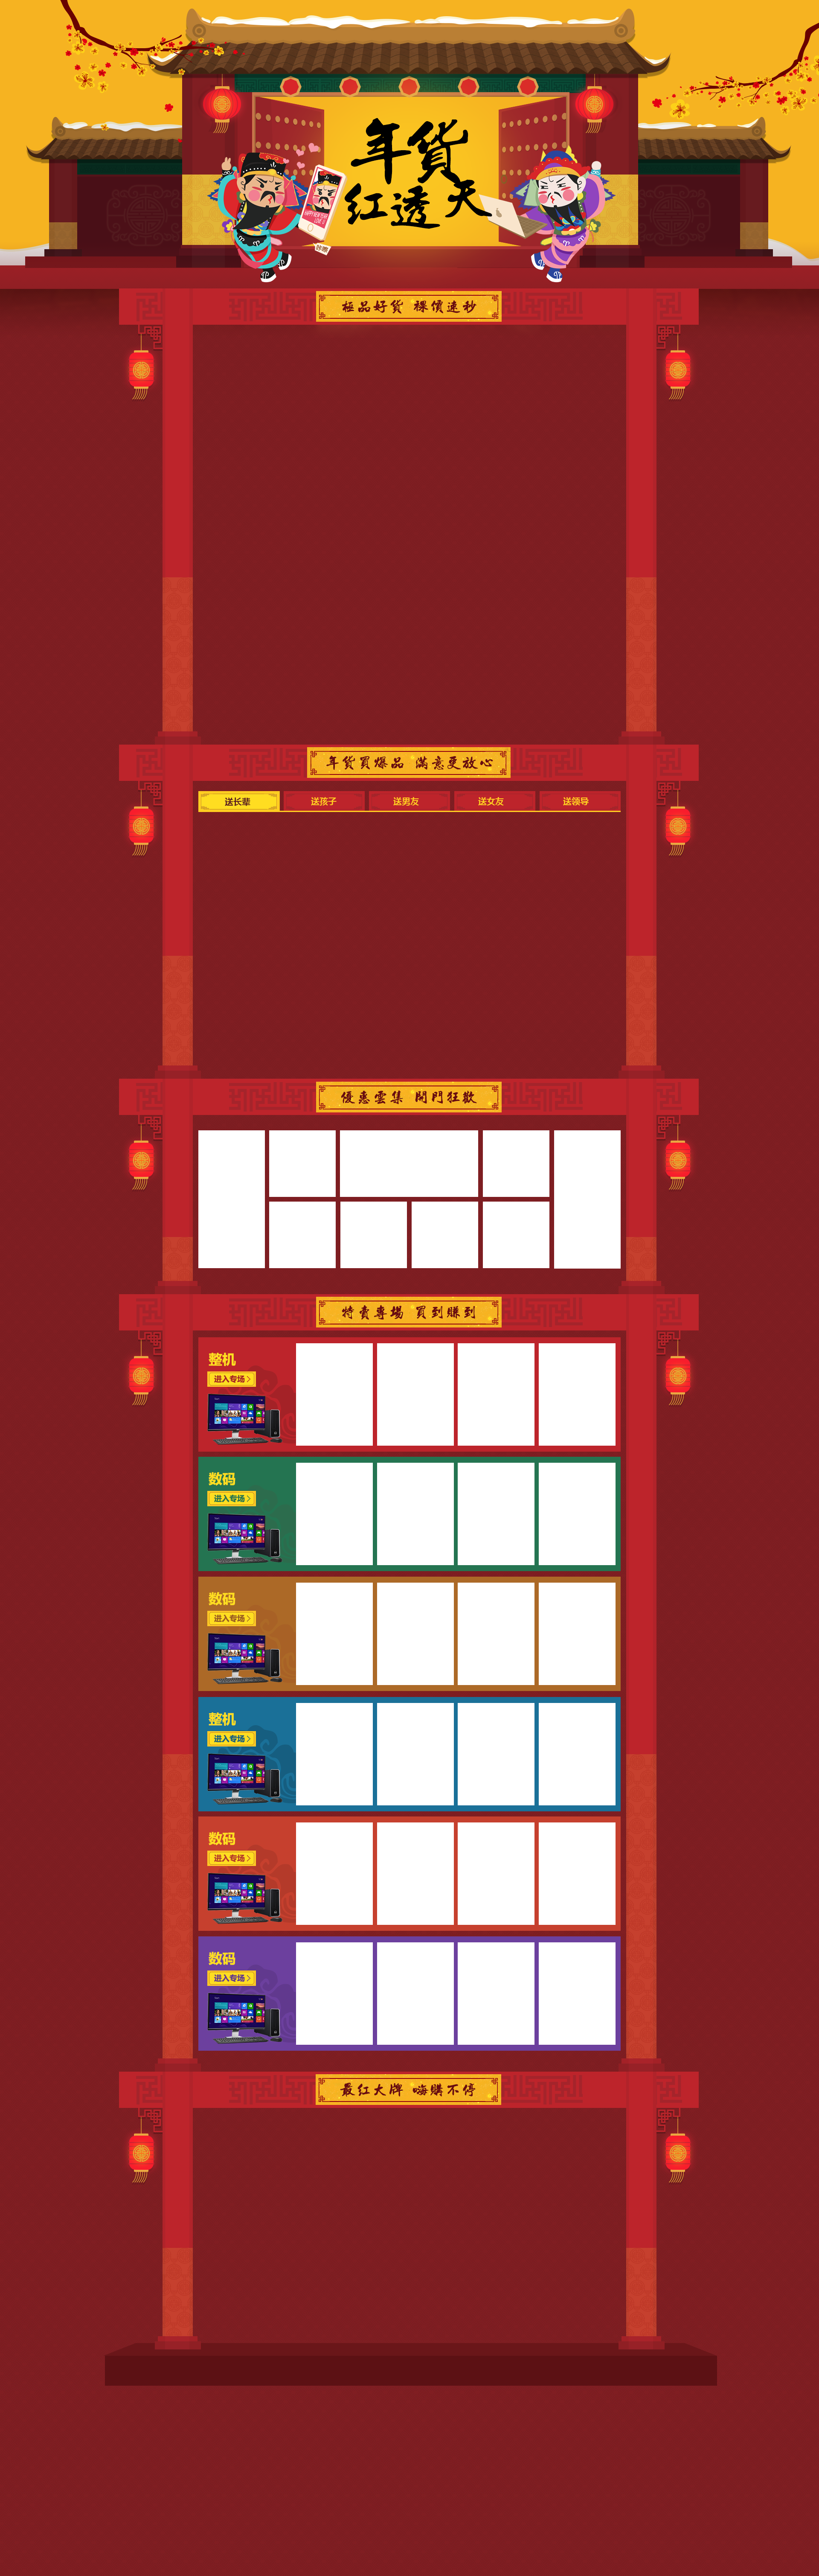 年貨
红透天
極品好货 裸價速秒
年货買爆品 滿意更放心
送长辈 送孩子 送男友 送女友 送领导
優惠雲集 開門狂歡
特卖專場 買到賺到
整机
进入专场 >
数码
进入专场 >
数码
进入专场 >
整机
进入专场 >
数码
进入专场 >
数码
进入专场 >
最红大牌 嗨購不停